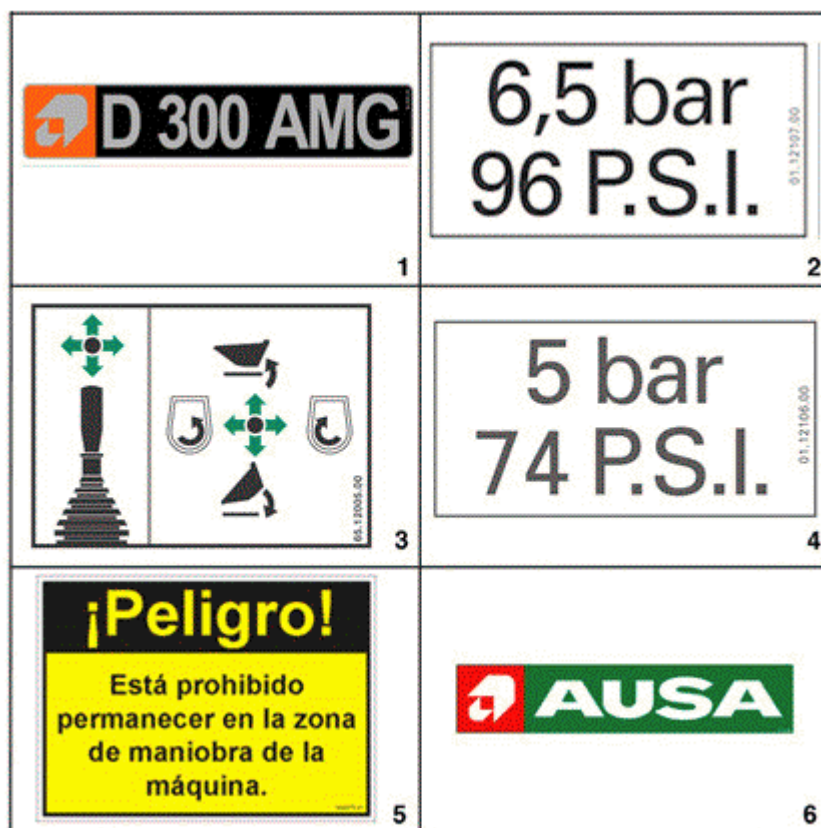 D 300 AMG
1
6,5 bar
96 P.S.I.
01.12107.00
2
65.12005.00
3
5 bar
74 P.S.I.
01.12106.00
4
¡Peligro!
Está prohibido
permanecer en la zona
de maniobra de la
máquina.
5
AUSA
6